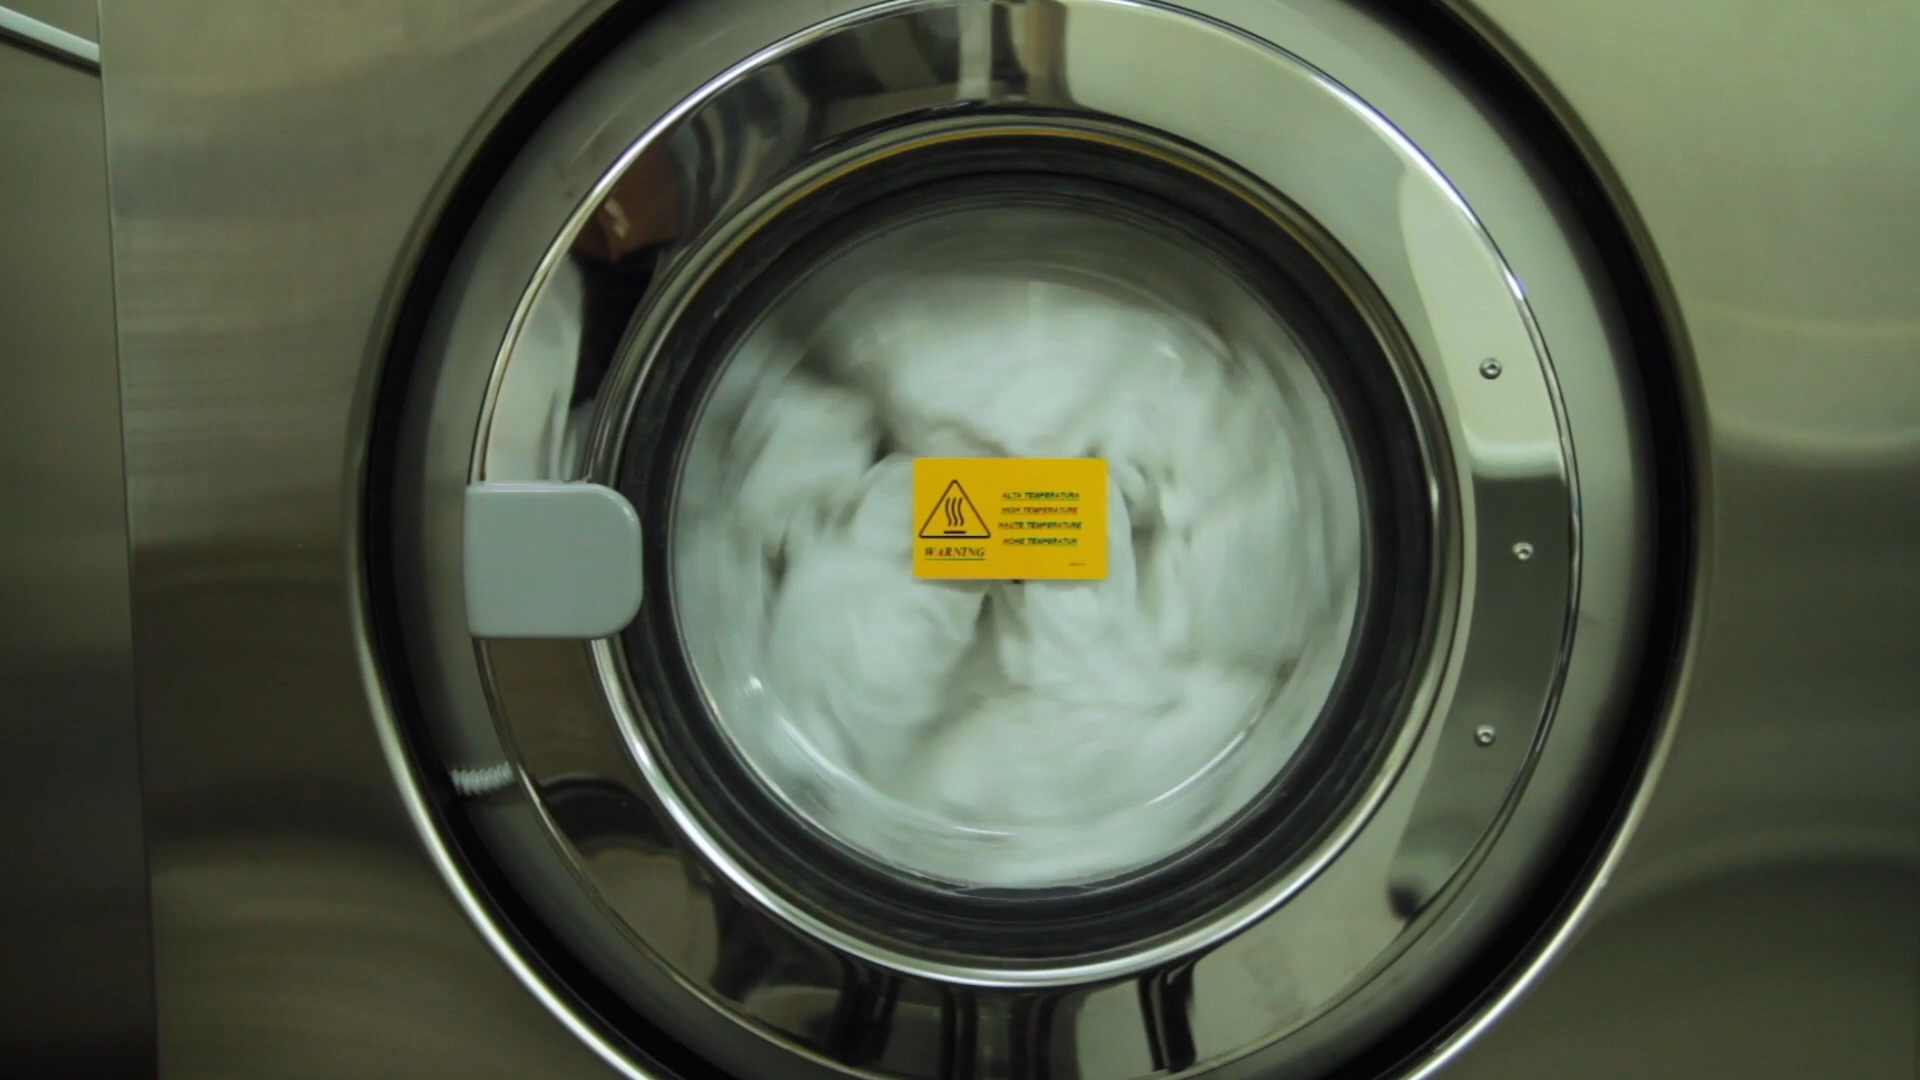 WARNING
ALTA TEMPERATURA
HIGH TEMPERATURE
HAUTE TEMPERATURE
HOHE TEMPERATUR